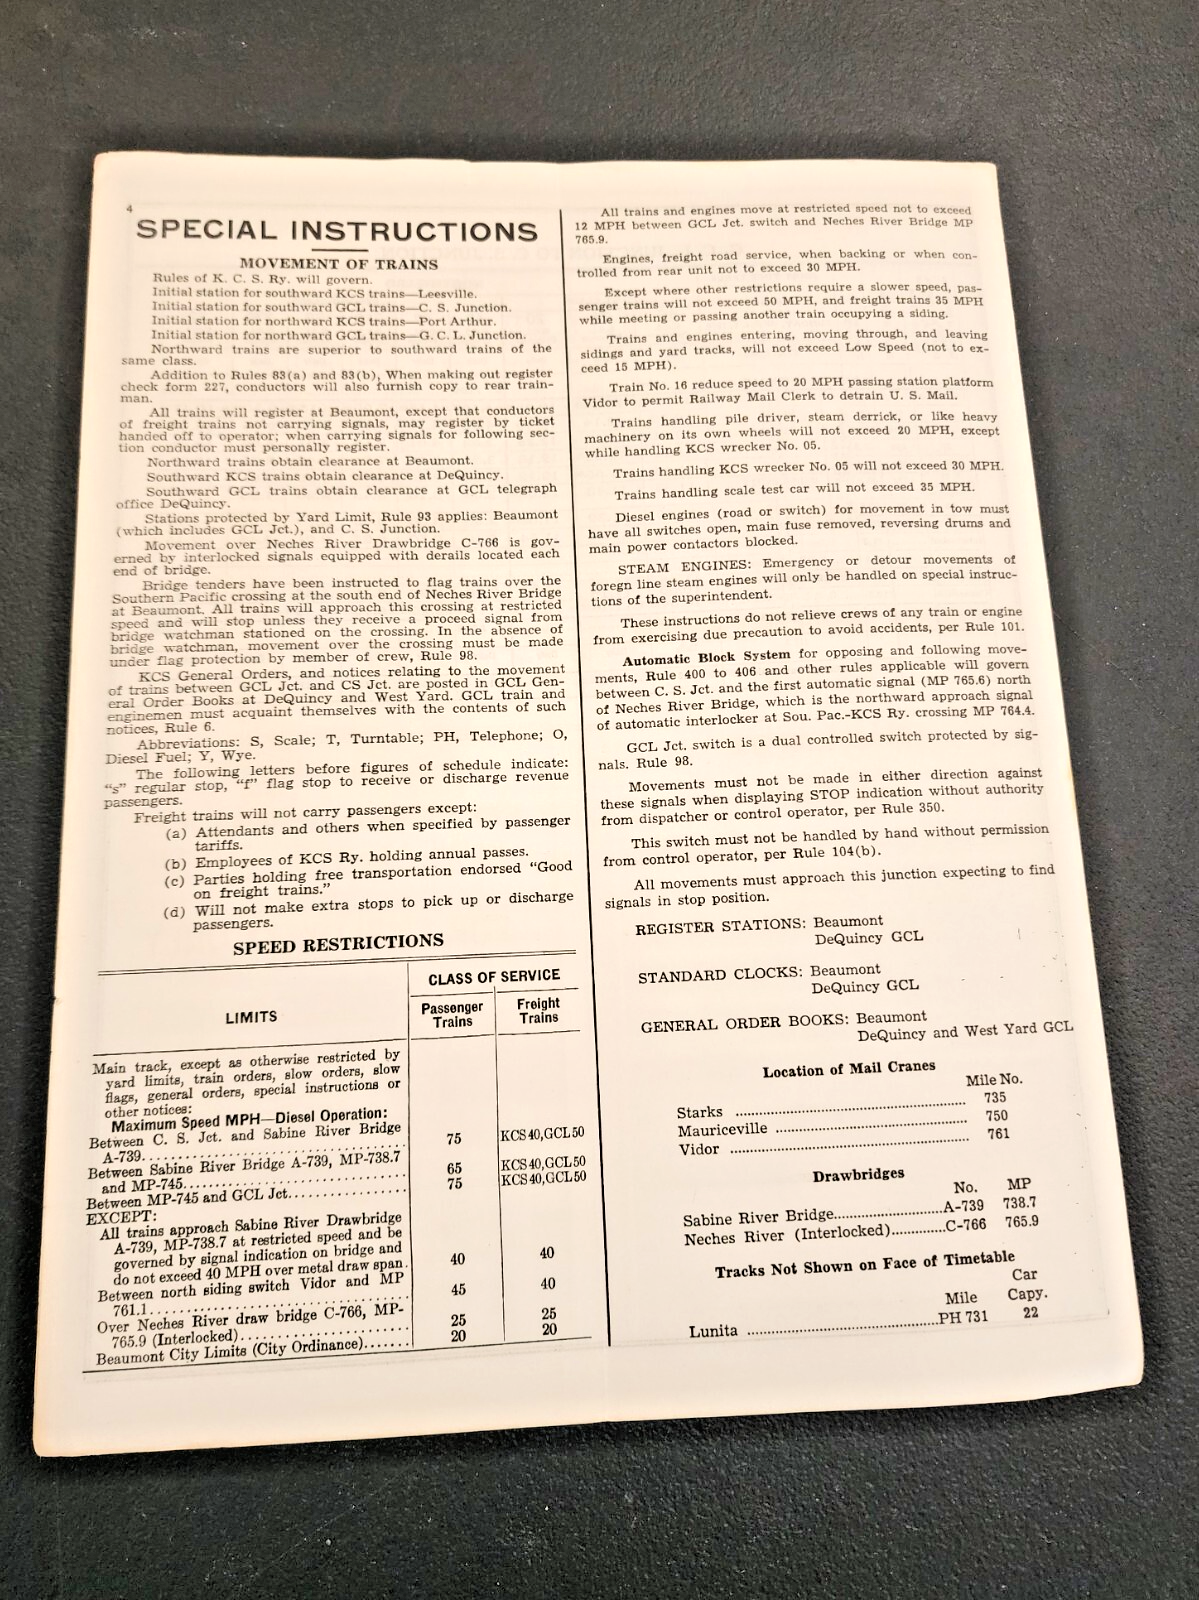 4
SPECIAL INSTRUCTIONS
MOVEMENT OF TRAINS
Rules of K. C. S. Ry. will govern.
Initial station for southward KCS trains—Leesville.
Initial station for southward GCL trains—C. S. Junction.
Initial station for northward KCS trains—Port Arthur.
Initial station for northward GCL trains—G. C. L. Junction.
Northward trains are superior to southward trains of the
same class.
Addition to Rules 83(a) and 83(b), When making out register
check form 227, conductors will also furnish copy to rear train-
man.
All trains will register at Beaumont, except that conductors
of freight trains not carrying signals, may register by ticket
handed off to operator; when carrying signals for following sec-
tion conductor must personally register.
Northward trains obtain clearance at Beaumont.
Southward KCS trains obtain clearance at DeQuincy.
Southward GCL trains obtain clearance at GCL telegraph
office DeQuincy.
Stations protected by Yard Limit, Rule 93 applies: Beaumont
(which includes GCL Jct.), and C. S. Junction.
Movement over Neches River Drawbridge C-766 is gov-
erned by interlocked signals equipped with derails located each
end of bridge.
Bridge tenders have been instructed to flag trains over the
Southern Pacific crossing at the south end of Neches River Bridge
at Beaumont. All trains will approach this crossing at restricted
speed and will stop unless they receive a proceed signal from
bridge watchman stationed on the crossing. In the absence of
bridge watchman, movement over the crossing must be made
under flag protection by member of crew, Rule 98.
KCS General Orders, and notices relating to the movement
of trains between GCL Jct. and CS Jct. are posted in GCL Gen-
eral Order Books at DeQuincy and West Yard. GCL train and
enginemen must acquaint themselves with the contents of such
notices, Rule 6.
Abbreviations: S, Scale; T, Turntable; PH, Telephone; O,
Diesel Fuel; Y, Wye.
The following letters before figures of schedule indicate:
"s" regular stop, "f" flag stop to receive or discharge revenue
passengers.
Freight trains will not carry passengers except:
(a) Attendants and others when specified by passenger
tariffs.
(b) Employees of KCS Ry. holding annual passes.
(c) Parties holding free transportation endorsed "Good
on freight trains."
(d) Will not make extra stops to pick up or discharge
passengers.
SPEED RESTRICTIONS
LIMITS
CLASS OF SERVICE
Passenger Trains
Freight Trains
Main track, except as otherwise restricted by
yard limits, train orders, slow orders, slow
flags, general orders, special instructions or
other notices:
Maximum Speed MPH—Diesel Operation:
Between C. S. Jct. and Sabine River Bridge
A-739.......................... 75 KCS40,GCL50
Between Sabine River Bridge A-739, MP-738.7
and MP-745...................... 65 KCS40,GCL50
Between MP-745 and GCL Jct................ 75 KCS40,GCL50
EXCEPT:
All trains approach Sabine River Drawbridge
A-739, MP-738.7 at restricted speed and be
governed by signal indication on bridge and
do not exceed 40 MPH over metal draw span. 40 40
Between north siding switch Vidor and MP
761.1.......................... 45 40
Over Neches River draw bridge C-766, MP-
765.9 (Interlocked)...................... 25 25
Beaumont City Limits (City Ordinance)....... 20 20
All trains and engines move at restricted speed not to exceed
12 MPH between GCL Jct. switch and Neches River Bridge MP
765.9.
Engines, freight road service, when backing or when con-
trolled from rear unit not to exceed 30 MPH.
Except where other restrictions require a slower speed, pas-
senger trains will not exceed 50 MPH, and freight trains 35 MPH
while meeting or passing another train occupying a siding.
Trains and engines entering, moving through, and leaving
sidings and yard tracks, will not exceed Low Speed (not to ex-
ceed 15 MPH).
Train No. 16 reduce speed to 20 MPH passing station platform
Vidor to permit Railway Mail Clerk to detrain U. S. Mail.
Trains handling pile driver, steam derrick, or like heavy
machinery on its own wheels will not exceed 20 MPH, except
while handling KCS wrecker No. 05.
Trains handling KCS wrecker No. 05 will not exceed 30 MPH.
Trains handling scale test car will not exceed 35 MPH.
Diesel engines (road or switch) for movement in tow must
have all switches open, main fuse removed, reversing drums and
main power contactors blocked.
STEAM ENGINES: Emergency or detour movements of
foregn line steam engines will only be handled on special instruc-
tions of the superintendent.
These instructions do not relieve crews of any train or engine
from exercising due precaution to avoid accidents, per Rule 101.
Automatic Block System for opposing and following move-
ments, Rule 400 to 406 and other rules applicable will govern
between C. S. Jct. and the first automatic signal (MP 765.6) north
of Neches River Bridge, which is the northward approach signal
of automatic interlocker at Sou. Pac.-KCS Ry. crossing MP 764.4.
GCL Jct. switch is a dual controlled switch protected by sig-
nals. Rule 98.
Movements must not be made in either direction against
these signals when displaying STOP indication without authority
from dispatcher or control operator, per Rule 350.
This switch must not be handled by hand without permission
from control operator, per Rule 104(b).
All movements must approach this junction expecting to find
signals in stop position.
REGISTER STATIONS: Beaumont
DeQuincy GCL
STANDARD CLOCKS: Beaumont
DeQuincy GCL
GENERAL ORDER BOOKS: Beaumont
DeQuincy and West Yard GCL
Location of Mail Cranes
Mile No.
Starks ........................ 735
Mauriceville ........................ 750
Vidor ........................ 761
Drawbridges
No. MP
Sabine River Bridge........................A-739 738.7
Neches River (Interlocked)............C-766 765.9
Tracks Not Shown on Face of Timetable
Car
Mile Capy.
Lunita ........................PH 731 22